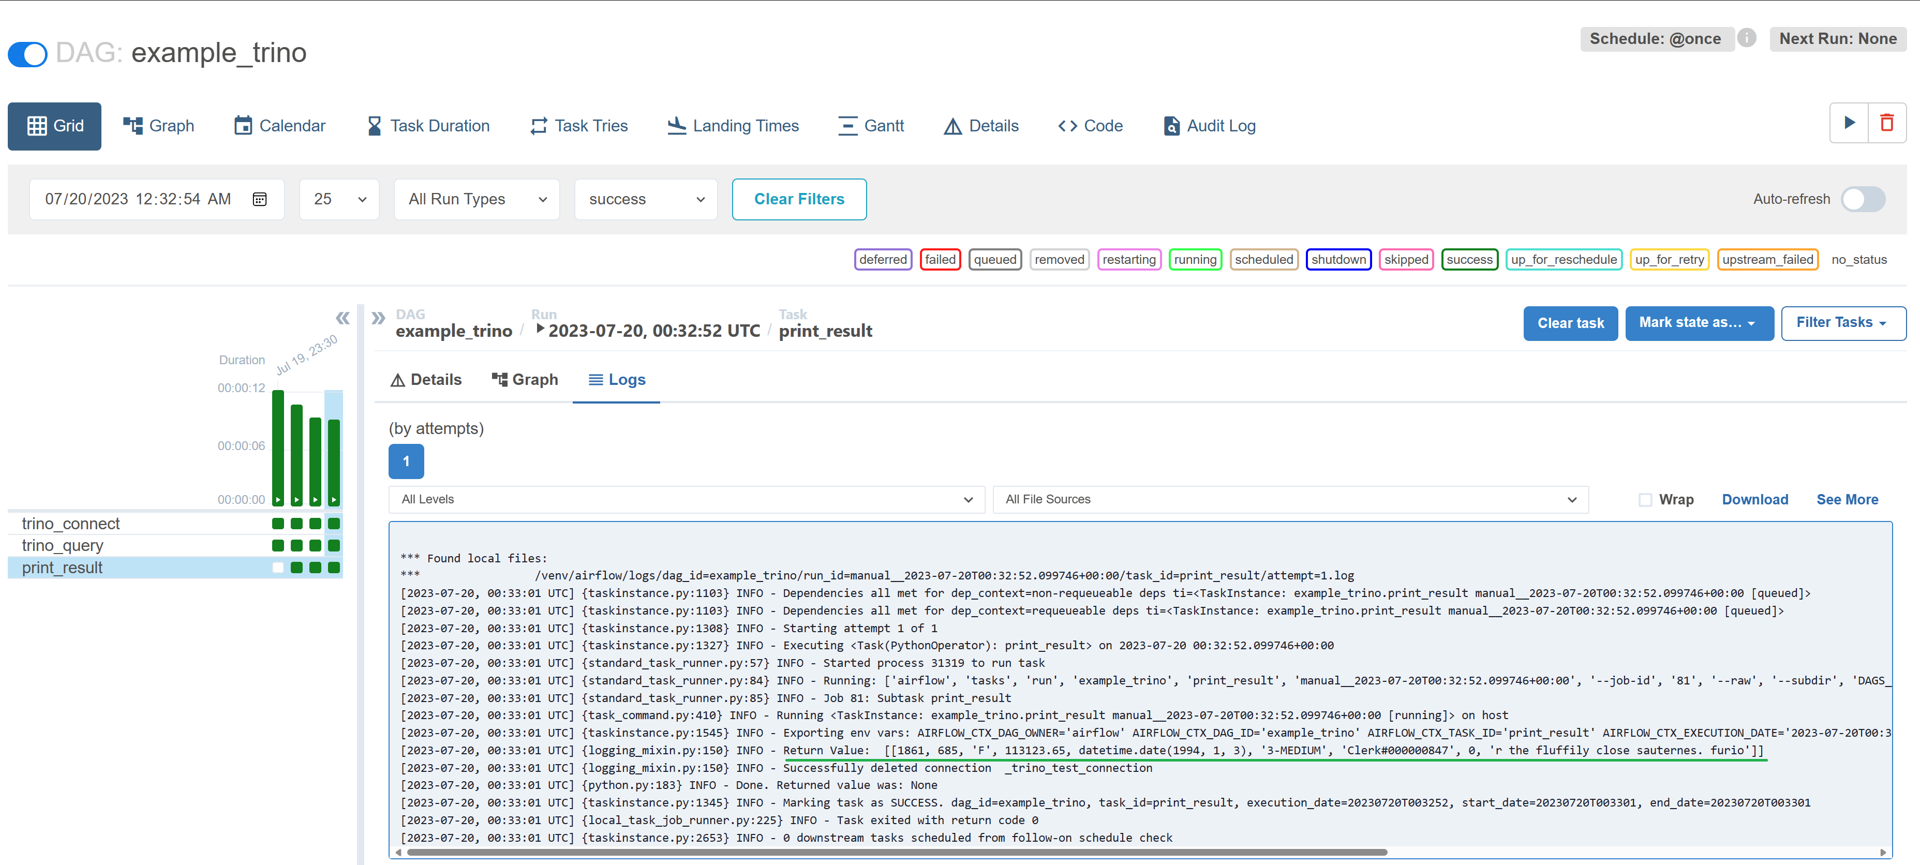 DAG: example_trino
Schedule: @once
Next Run: None
Grid
Graph
Calendar
Task Duration
Task Tries
Landing Times
Gantt
Details
Code
Audit Log
07/20/2023 12:32:54 AM
25
All Run Types
success
Clear Filters
Auto-refresh
deferred
failed
queued
removed
restarting
running
scheduled
shutdown
skipped
success
up_for_reschedule
up_for_retry
upstream_failed
no_status
Duration
Jul 19, 23:30
00:00:12
00:00:06
00:00:00
trino_connect
trino_query
print_result
DAG
example_trino
/
Run
2023-07-20, 00:32:52 UTC
/
Task
print_result
Clear task
Mark state as...
Filter Tasks
Details
Graph
Logs
(by attempts)
1
All Levels
All File Sources
Wrap
Download
See More
*** Found local files:
*** /venv/airflow/logs/dag_id=example_trino/run_id=manual__2023-07-20T00:32:52.099746+00:00/task_id=print_result/attempt=1.log
[2023-07-20, 00:33:01 UTC] {taskinstance.py:1103} INFO - Dependencies all met for dep_context=non-requeueable deps ti=<TaskInstance: example_trino.print_result manual__2023-07-20T00:32:52.099746+00:00 [queued]>
[2023-07-20, 00:33:01 UTC] {taskinstance.py:1103} INFO - Dependencies all met for dep_context=requeueable deps ti=<TaskInstance: example_trino.print_result manual__2023-07-20T00:32:52.099746+00:00 [queued]>
[2023-07-20, 00:33:01 UTC] {taskinstance.py:1308} INFO - Starting attempt 1 of 1
[2023-07-20, 00:33:01 UTC] {taskinstance.py:1327} INFO - Executing <Task(PythonOperator): print_result> on 2023-07-20 00:32:52.099746+00:00
[2023-07-20, 00:33:01 UTC] {standard_task_runner.py:57} INFO - Started process 31319 to run task
[2023-07-20, 00:33:01 UTC] {standard_task_runner.py:84} INFO - Running: ['airflow', 'tasks', 'run', 'example_trino', 'print_result', 'manual__2023-07-20T00:32:52.099746+00:00', '--job-id', '81', '--raw', '--subdir', 'DAGS_
[2023-07-20, 00:33:01 UTC] {standard_task_runner.py:85} INFO - Job 81: Subtask print_result
[2023-07-20, 00:33:01 UTC] {task_command.py:410} INFO - Running <TaskInstance: example_trino.print_result manual__2023-07-20T00:32:52.099746+00:00 [running]> on host
[2023-07-20, 00:33:01 UTC] {taskinstance.py:1545} INFO - Exporting env vars: AIRFLOW_CTX_DAG_OWNER='airflow' AIRFLOW_CTX_DAG_ID='example_trino' AIRFLOW_CTX_TASK_ID='print_result' AIRFLOW_CTX_EXECUTION_DATE='2023-07-20T00:3
[2023-07-20, 00:33:01 UTC] {logging_mixin.py:150} INFO - Return Value: [[1861, 685, 'F', 113123.65, datetime.date(1994, 1, 3), '3-MEDIUM', 'Clerk#000000847', 0, 'r the fluffily close sauternes. furio']]
[2023-07-20, 00:33:01 UTC] {logging_mixin.py:150} INFO - Successfully deleted connection _trino_test_connection
[2023-07-20, 00:33:01 UTC] {python.py:183} INFO - Done. Returned value was: None
[2023-07-20, 00:33:01 UTC] {taskinstance.py:1345} INFO - Marking task as SUCCESS. dag_id=example_trino, task_id=print_result, execution_date=20230720T003252, start_date=20230720T003301, end_date=20230720T003301
[2023-07-20, 00:33:01 UTC] {local_task_job_runner.py:225} INFO - Task exited with return code 0
[2023-07-20, 00:33:01 UTC] {taskinstance.py:2653} INFO - 0 downstream tasks scheduled from follow-on schedule check